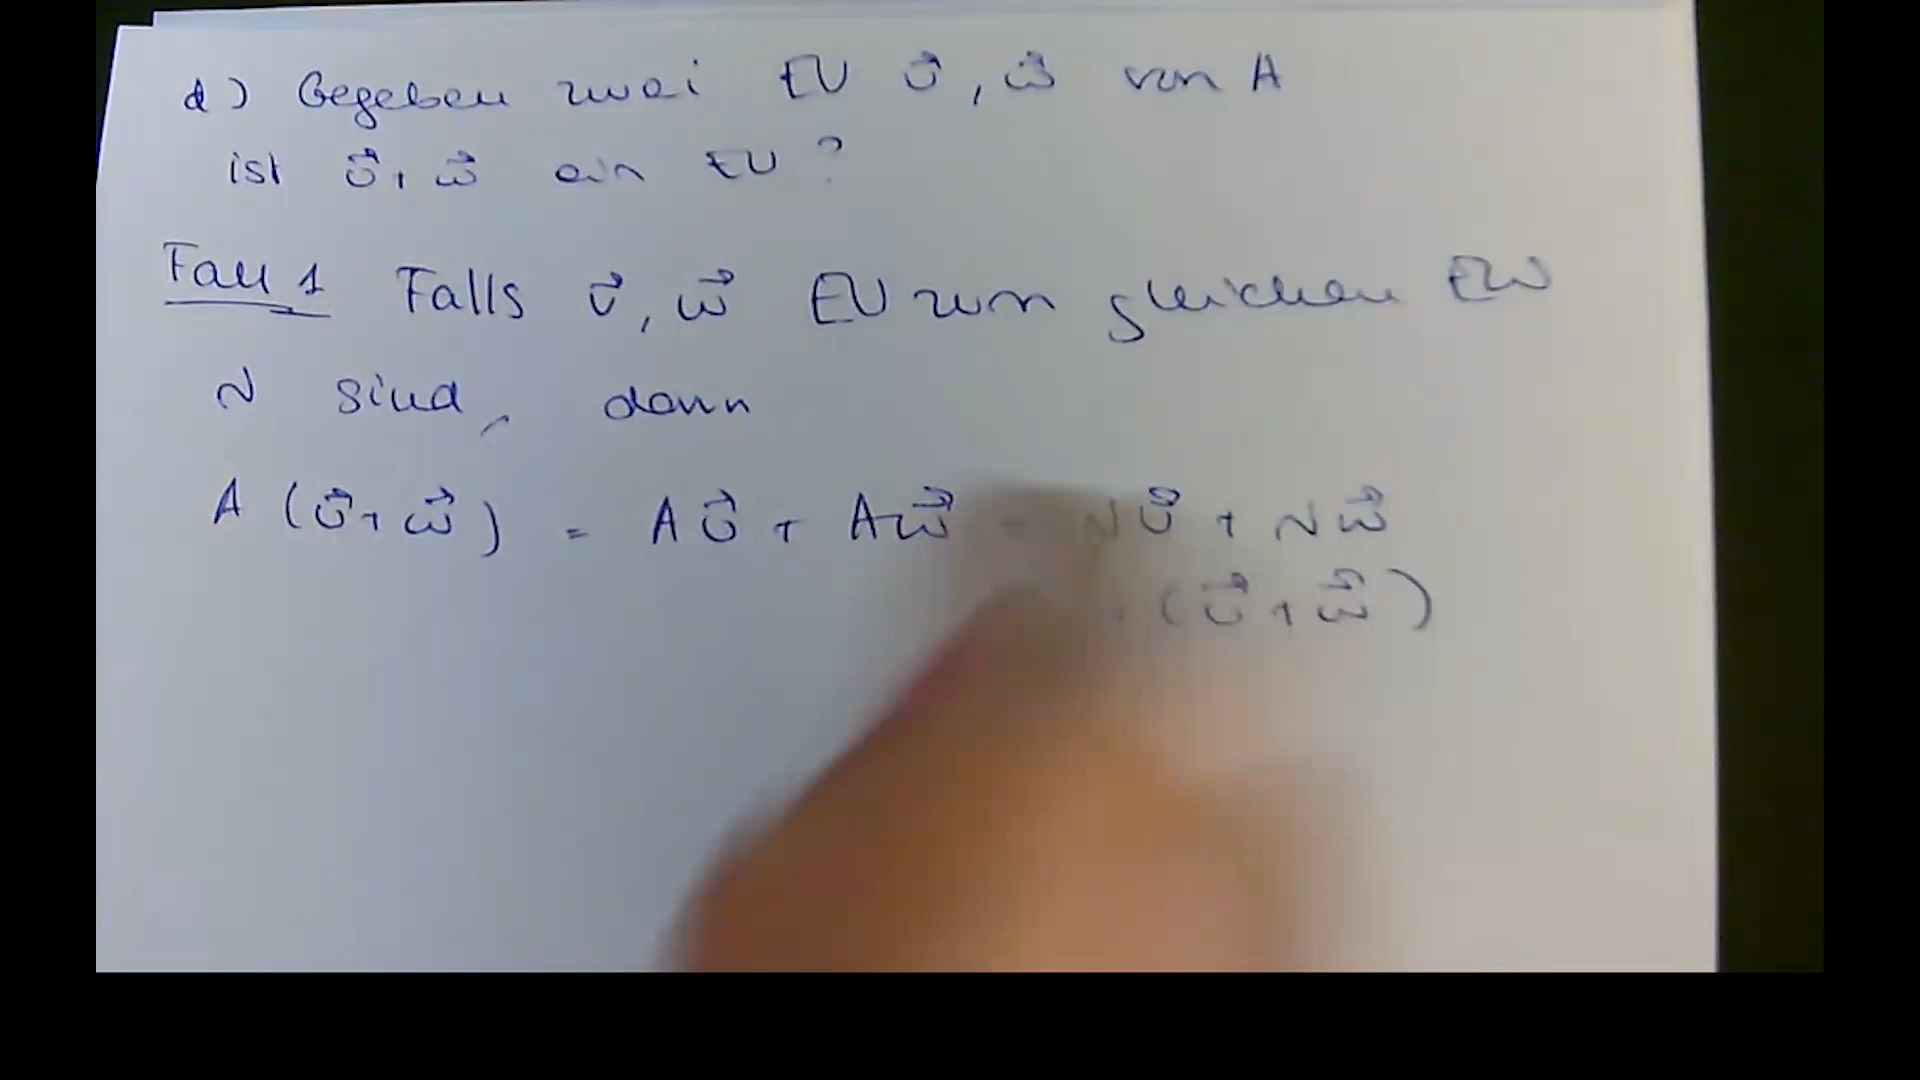 d) Gegeben zwei EV v⃗, w⃗ von A
ist v⃗ + w⃗ ein EV?
Fall 1 Falls v⃗, w⃗ EV zum gleichen EW
λ sind, dann
A (v⃗ + w⃗) = A v⃗ + A w⃗ = λ v⃗ + λ w⃗
(v⃗ + w⃗)